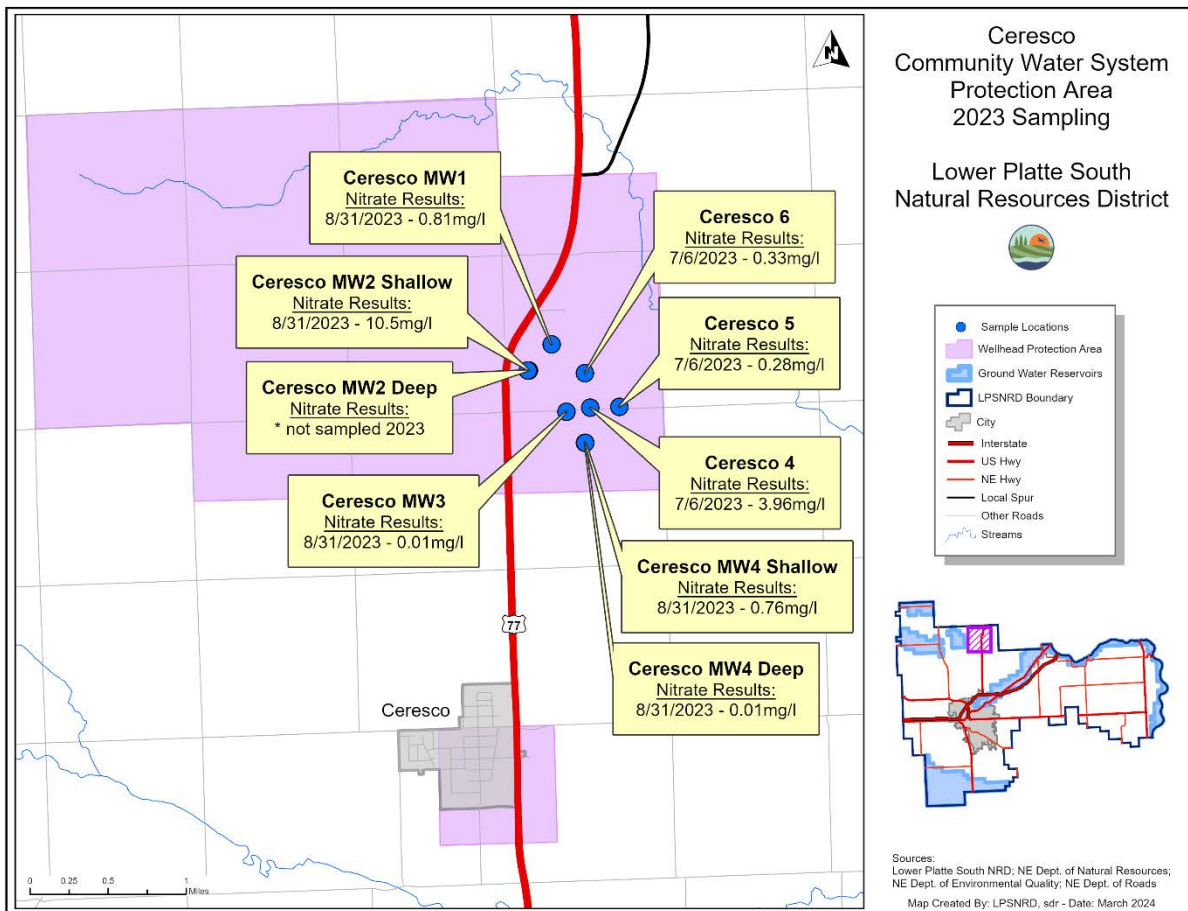 Ceresco
Community Water System
Protection Area
2023 Sampling
Lower Platte South
Natural Resources District
N
Ceresco MW1
Nitrate Results:
8/31/2023 - 0.81mg/l
Ceresco 6
Nitrate Results:
7/6/2023 - 0.33mg/l
Ceresco MW2 Shallow
Nitrate Results:
8/31/2023 - 10.5mg/l
Ceresco 5
Nitrate Results:
7/6/2023 - 0.28mg/l
Ceresco MW2 Deep
Nitrate Results:
* not sampled 2023
Ceresco 4
Nitrate Results:
7/6/2023 - 3.96mg/l
Ceresco MW3
Nitrate Results:
8/31/2023 - 0.01mg/l
Ceresco MW4 Shallow
Nitrate Results:
8/31/2023 - 0.76mg/l
Ceresco MW4 Deep
Nitrate Results:
8/31/2023 - 0.01mg/l
77
Ceresco
0 0.25 0.5 1
Miles
Sample Locations
Wellhead Protection Area
Ground Water Reservoirs
LPSNRD Boundary
City
Interstate
US Hwy
NE Hwy
Local Spur
Other Roads
Streams
Sources:
Lower Platte South NRD; NE Dept. of Natural Resources;
NE Dept. of Environmental Quality; NE Dept. of Roads
Map Created By: LPSNRD, sdr - Date: March 2024